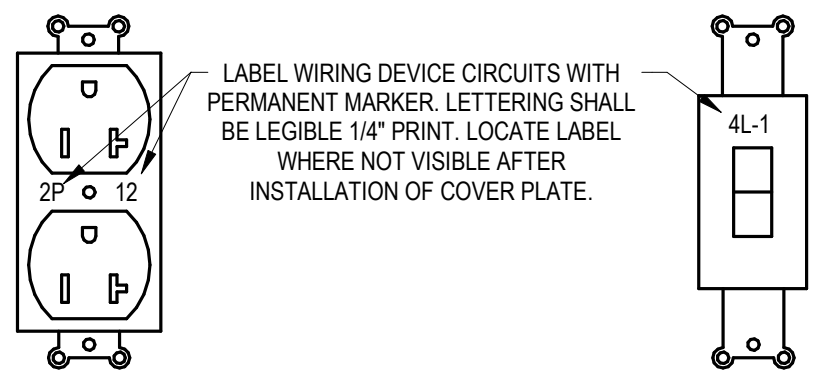 LABEL WIRING DEVICE CIRCUITS WITH
PERMANENT MARKER. LETTERING SHALL
BE LEGIBLE 1/4" PRINT. LOCATE LABEL
WHERE NOT VISIBLE AFTER
INSTALLATION OF COVER PLATE.
2P 12
4L-1